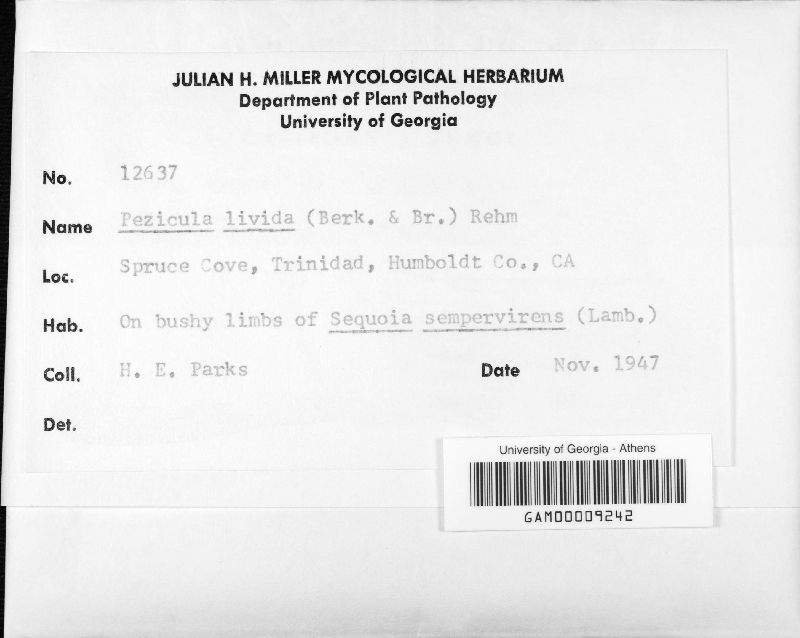 JULIAN H. MILLER MYCOLOGICAL HERBARIUM
Department of Plant Pathology
University of Georgia
No. 12637
Name Pezicula livida (Berk. & Br.) Rehm
Loc. Spruce Cove, Trinidad, Humboldt Co., CA
Hab. On bushy limbs of Sequoia sempervirens (Lamb.)
Coll. H. E. Parks Date Nov. 1947
Det.
University of Georgia - Athens
GAM00009242